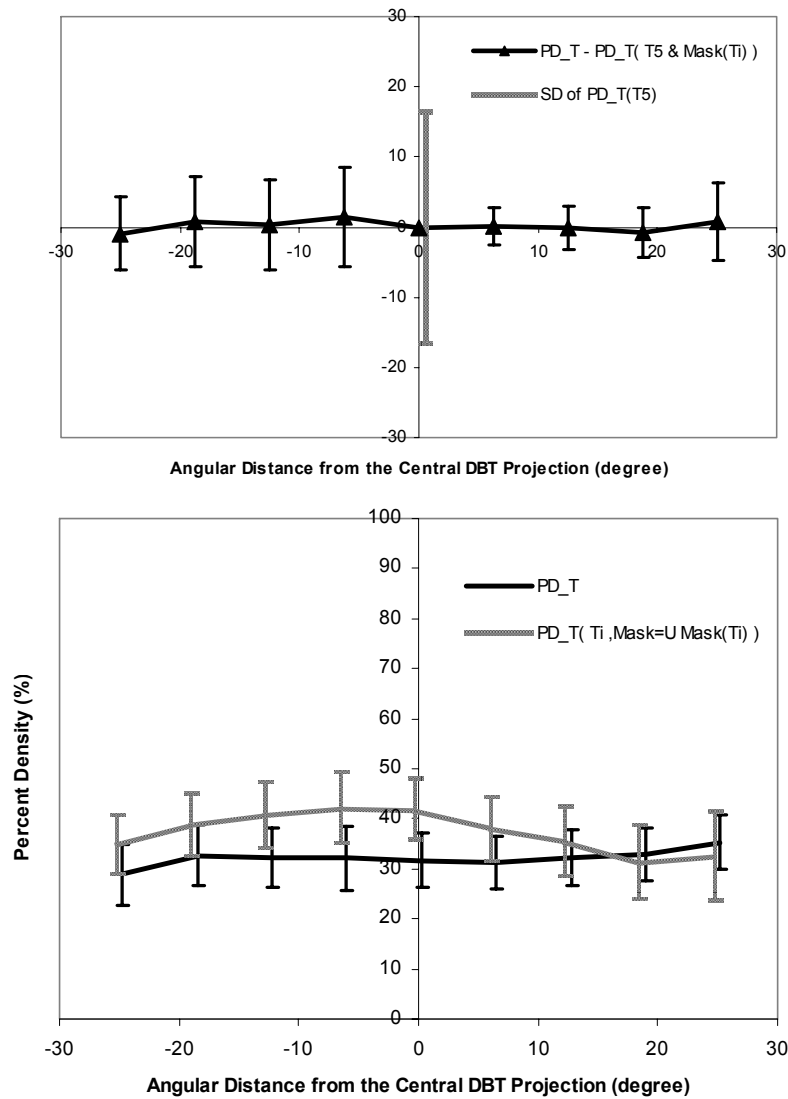 30
PD_T - PD_T( T5 & Mask(Ti) )
20
SD of PD_T(T5)
10
0
-30 -20 -10 0 10 20 30
-10
-20
-30
Angular Distance from the Central DBT Projection (degree)
100
90
PD_T
80
PD_T( Ti ,Mask=U Mask(Ti) )
70
60
50
40
30
20
10
0
Percent Density (%)
-30 -20 -10 0 10 20 30
Angular Distance from the Central DBT Projection (degree)